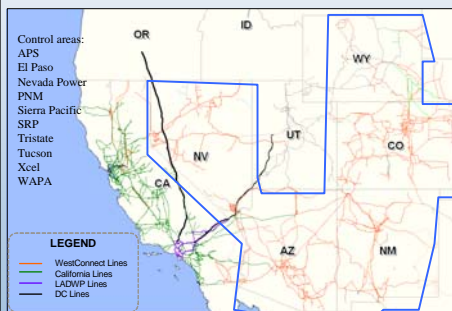 Control areas:
APS
El Paso
Nevada Power
PNM
Sierra Pacific
SRP
Tristate
Tucson
Xcel
WAPA
OR
ID
WY
NV
UT
CO
CA
AZ
NM
LEGEND
WestConnect Lines
California Lines
LADWP Lines
DC Lines